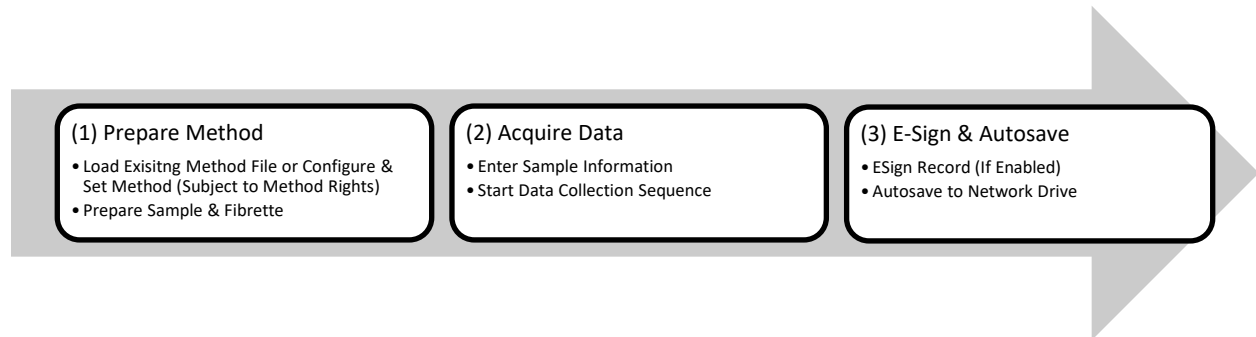 (1) Prepare Method
• Load Exisitng Method File or Configure &
Set Method (Subject to Method Rights)
• Prepare Sample & Fibrette
(2) Acquire Data
• Enter Sample Information
• Start Data Collection Sequence
(3) E-Sign & Autosave
• ESign Record (If Enabled)
• Autosave to Network Drive